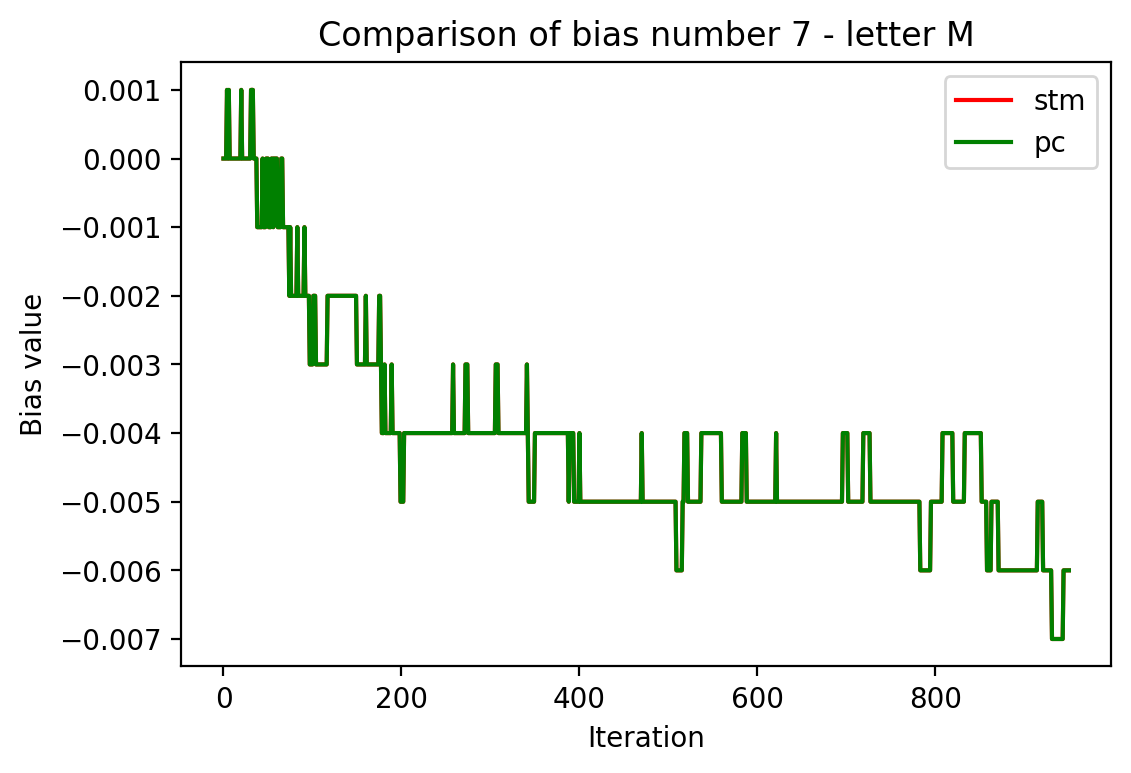 Comparison of bias number 7 - letter M
0.001
0.000
−0.001
−0.002
−0.003
−0.004
−0.005
−0.006
−0.007
Bias value
0
200
400
600
800
Iteration
stm
pc